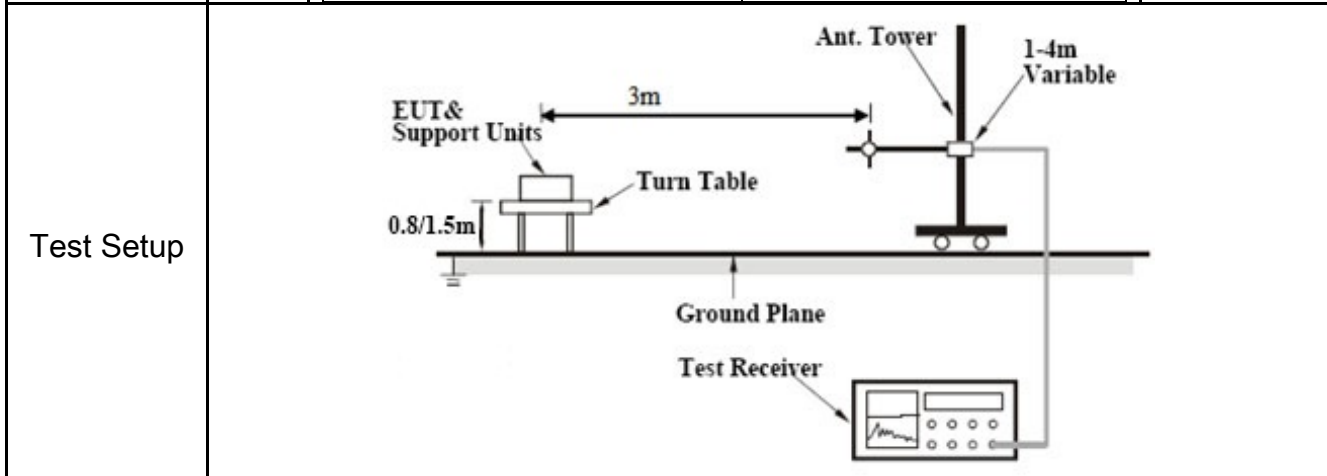 Test Setup
Ant. Tower
1-4m
Variable
3m
EUT&
Support Units
Turn Table
0.8/1.5m
Ground Plane
Test Receiver